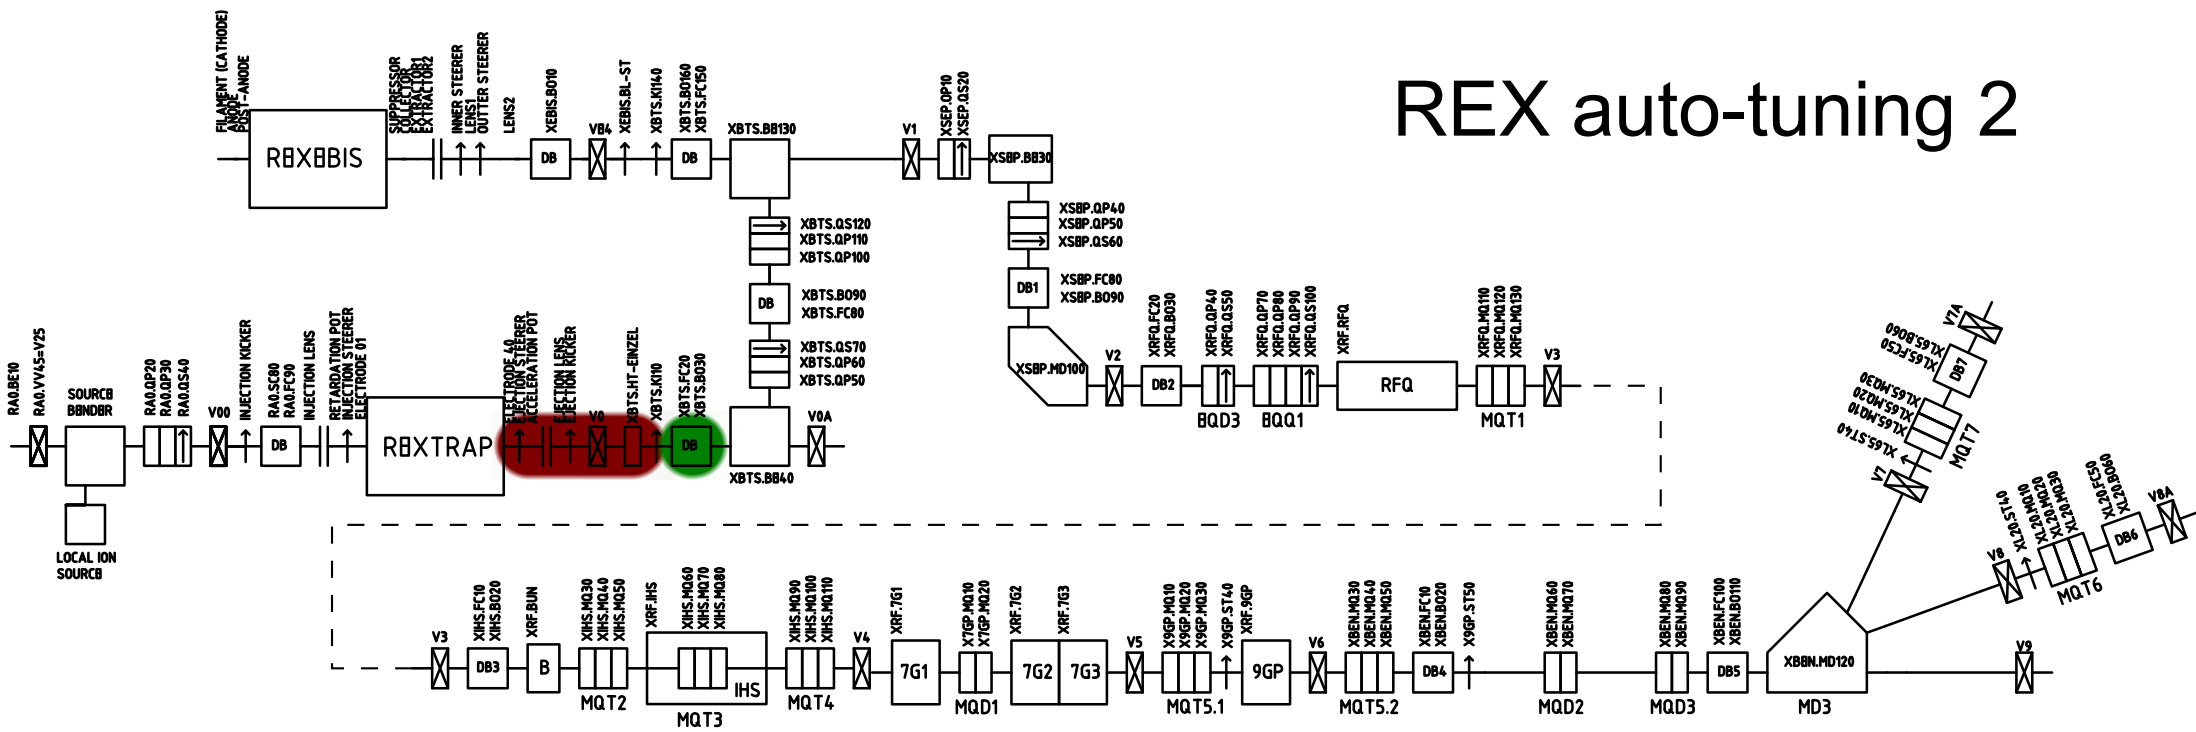 REX auto-tuning 2
FILAMENT (CATHODE)
ANODE
POST-ANODE
REXEBIS
SUPPRESSOR
COLLECTOR
EXTRACTOR1
EXTRACTOR2
INNER STEERER
LENS1
OUTTER STEERER
LENS2
XEBIS.BO10
DB
V84
XEBIS.BL-ST
XBTS.KI140
XBTS.BO160
XBTS.FC150
DB
XBTS.BB130
V1
XSEP.QP10
XSEP.QS20
XSEP.BB30
XBTS.QS120
XBTS.QP110
XBTS.QP100
DB
XBTS.BO90
XBTS.FC80
XBTS.QS70
XBTS.QP60
XBTS.QP50
XSEP.QP40
XSEP.QP50
XSEP.QS60
DB1
XSEP.FC80
XSEP.BO90
XSEP.MD100
V2
XRFQ.FC20
XRFQ.BO30
DB2
XRFQ.QP40
XRFQ.QS50
BQD3
XRFQ.QP70
XRFQ.QP80
XRFQ.QP90
XRFQ.QS100
BQQ1
XRF.RFQ
RFQ
XRFQ.MQ110
XRFQ.MQ120
XRFQ.MQ130
MQT1
V3
RA0.BE10
RA0.VV45=V25
SOURCE
BENDER
LOCAL ION
SOURCE
RA0.QP20
RA0.QP30
RA0.QS40
V00
INJECTION KICKER
RA0.SC80
RA0.FC90
DB
INJECTION LENS
RETARDATION POT
INJECTION STEERER
ELECTRODE 01
REXTRAP
ELECTRODE 40
EJECTION STEERER
ACCELERATION POT
EJECTION LENS
EJECTION KICKER
V0
XBTS.HT-EINZEL
XBTS.KI10
XBTS.FC20
XBTS.BO30
DB
XBTS.BB40
V0A
V7A
XL65.BO60
XL65.FC50
DB7
XL65.MQ30
XL65.MQ20
XL65.MQ10
XL65.ST40
MQT7
V7
V8
XL20.ST40
XL20.MQ10
XL20.MQ20
XL20.MQ30
MQT6
XL20.FC50
XL20.BO60
DB6
V8A
V3
XIHS.FC10
XIHS.BO20
DB3
XRF.BUN
B
XIHS.MQ30
XIHS.MQ40
XIHS.MQ50
MQT2
XRF.IHS
XIHS.MQ60
XIHS.MQ70
XIHS.MQ80
IHS
MQT3
XIHS.MQ90
XIHS.MQ100
XIHS.MQ110
MQT4
V4
XRF.7G1
7G1
X7GP.MQ10
X7GP.MQ20
MQD1
XRF.7G2
7G2
XRF.7G3
7G3
V5
X9GP.MQ10
X9GP.MQ20
X9GP.MQ30
X9GP.ST40
MQT5.1
XRF.9GP
9GP
V6
XBEN.MQ30
XBEN.MQ40
XBEN.MQ50
MQT5.2
XBEN.FC10
XBEN.BO20
DB4
X9GP.ST50
XBEN.MQ60
XBEN.MQ70
MQD2
XBEN.MQ80
XBEN.MQ90
MQD3
XBEN.FC100
XBEN.BO110
DB5
XBEN.MD120
MD3
V9